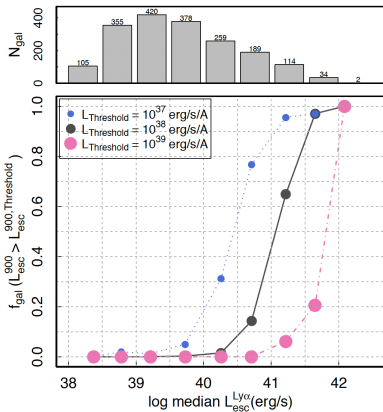 N_gal
0 200 400
105 355 420 378 259 189 114 34 2
L_Threshold = 10^37 erg/s/A
L_Threshold = 10^38 erg/s/A
L_Threshold = 10^39 erg/s/A
f_gal (L_esc^900 > L_esc^900,Threshold)
1.0
0.8
0.6
0.4
0.2
0.0
38 39 40 41 42
log median L_esc^Lyα (erg/s)